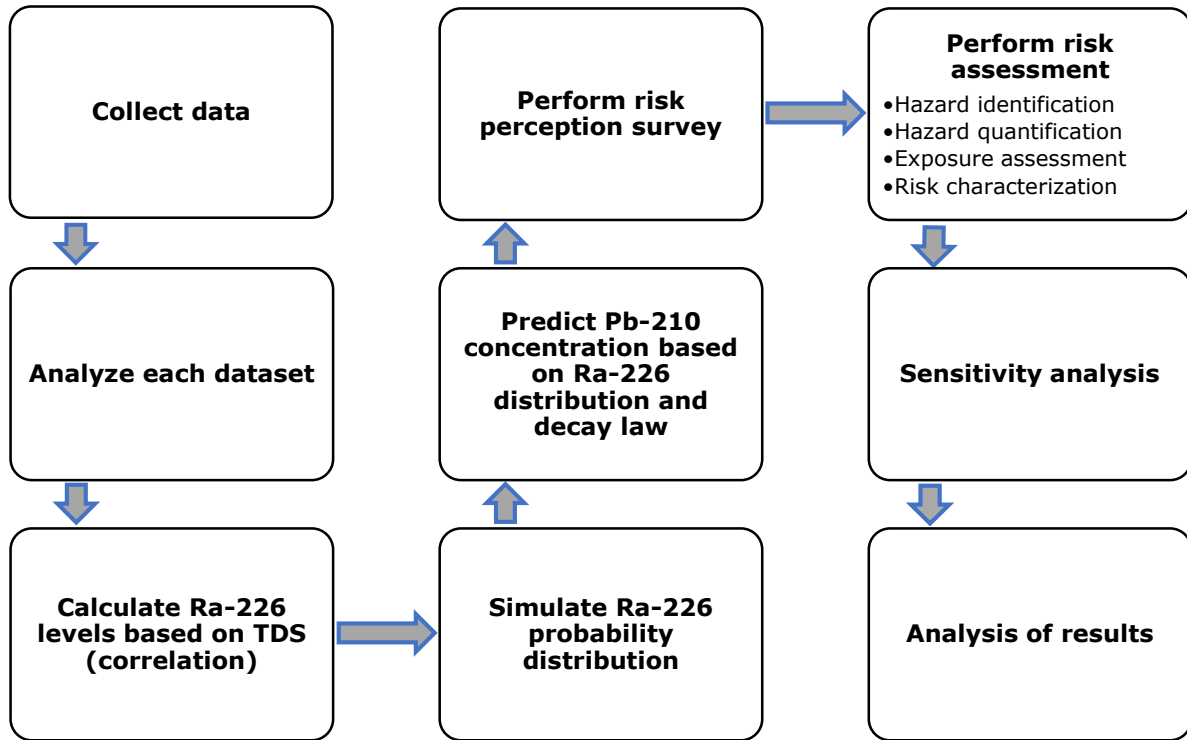 Collect data
Analyze each dataset
Calculate Ra-226
levels based on TDS
(correlation)
Simulate Ra-226
probability
distribution
Predict Pb-210
concentration based
on Ra-226
distribution and
decay law
Perform risk
perception survey
Perform risk
assessment
•Hazard identification
•Hazard quantification
•Exposure assessment
•Risk characterization
Sensitivity analysis
Analysis of results